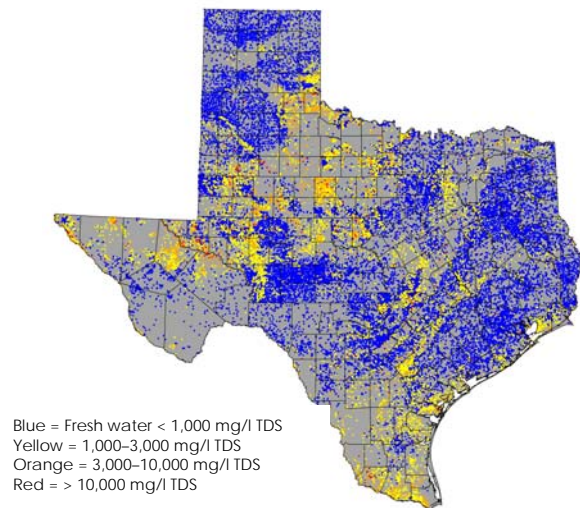 Blue = Fresh water < 1,000 mg/l TDS
Yellow = 1,000–3,000 mg/l TDS
Orange = 3,000–10,000 mg/l TDS
Red = > 10,000 mg/l TDS